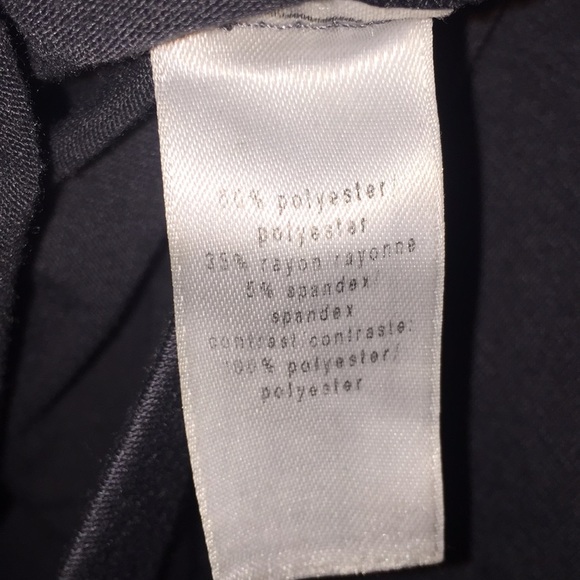 60% polyester/
polyester
35% rayon rayonne
5% spandex/
spandex
contrast contraste:
100% polyester/
polyester